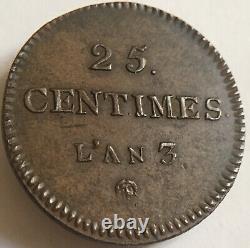 25.
CENTIMES
L'AN 3.